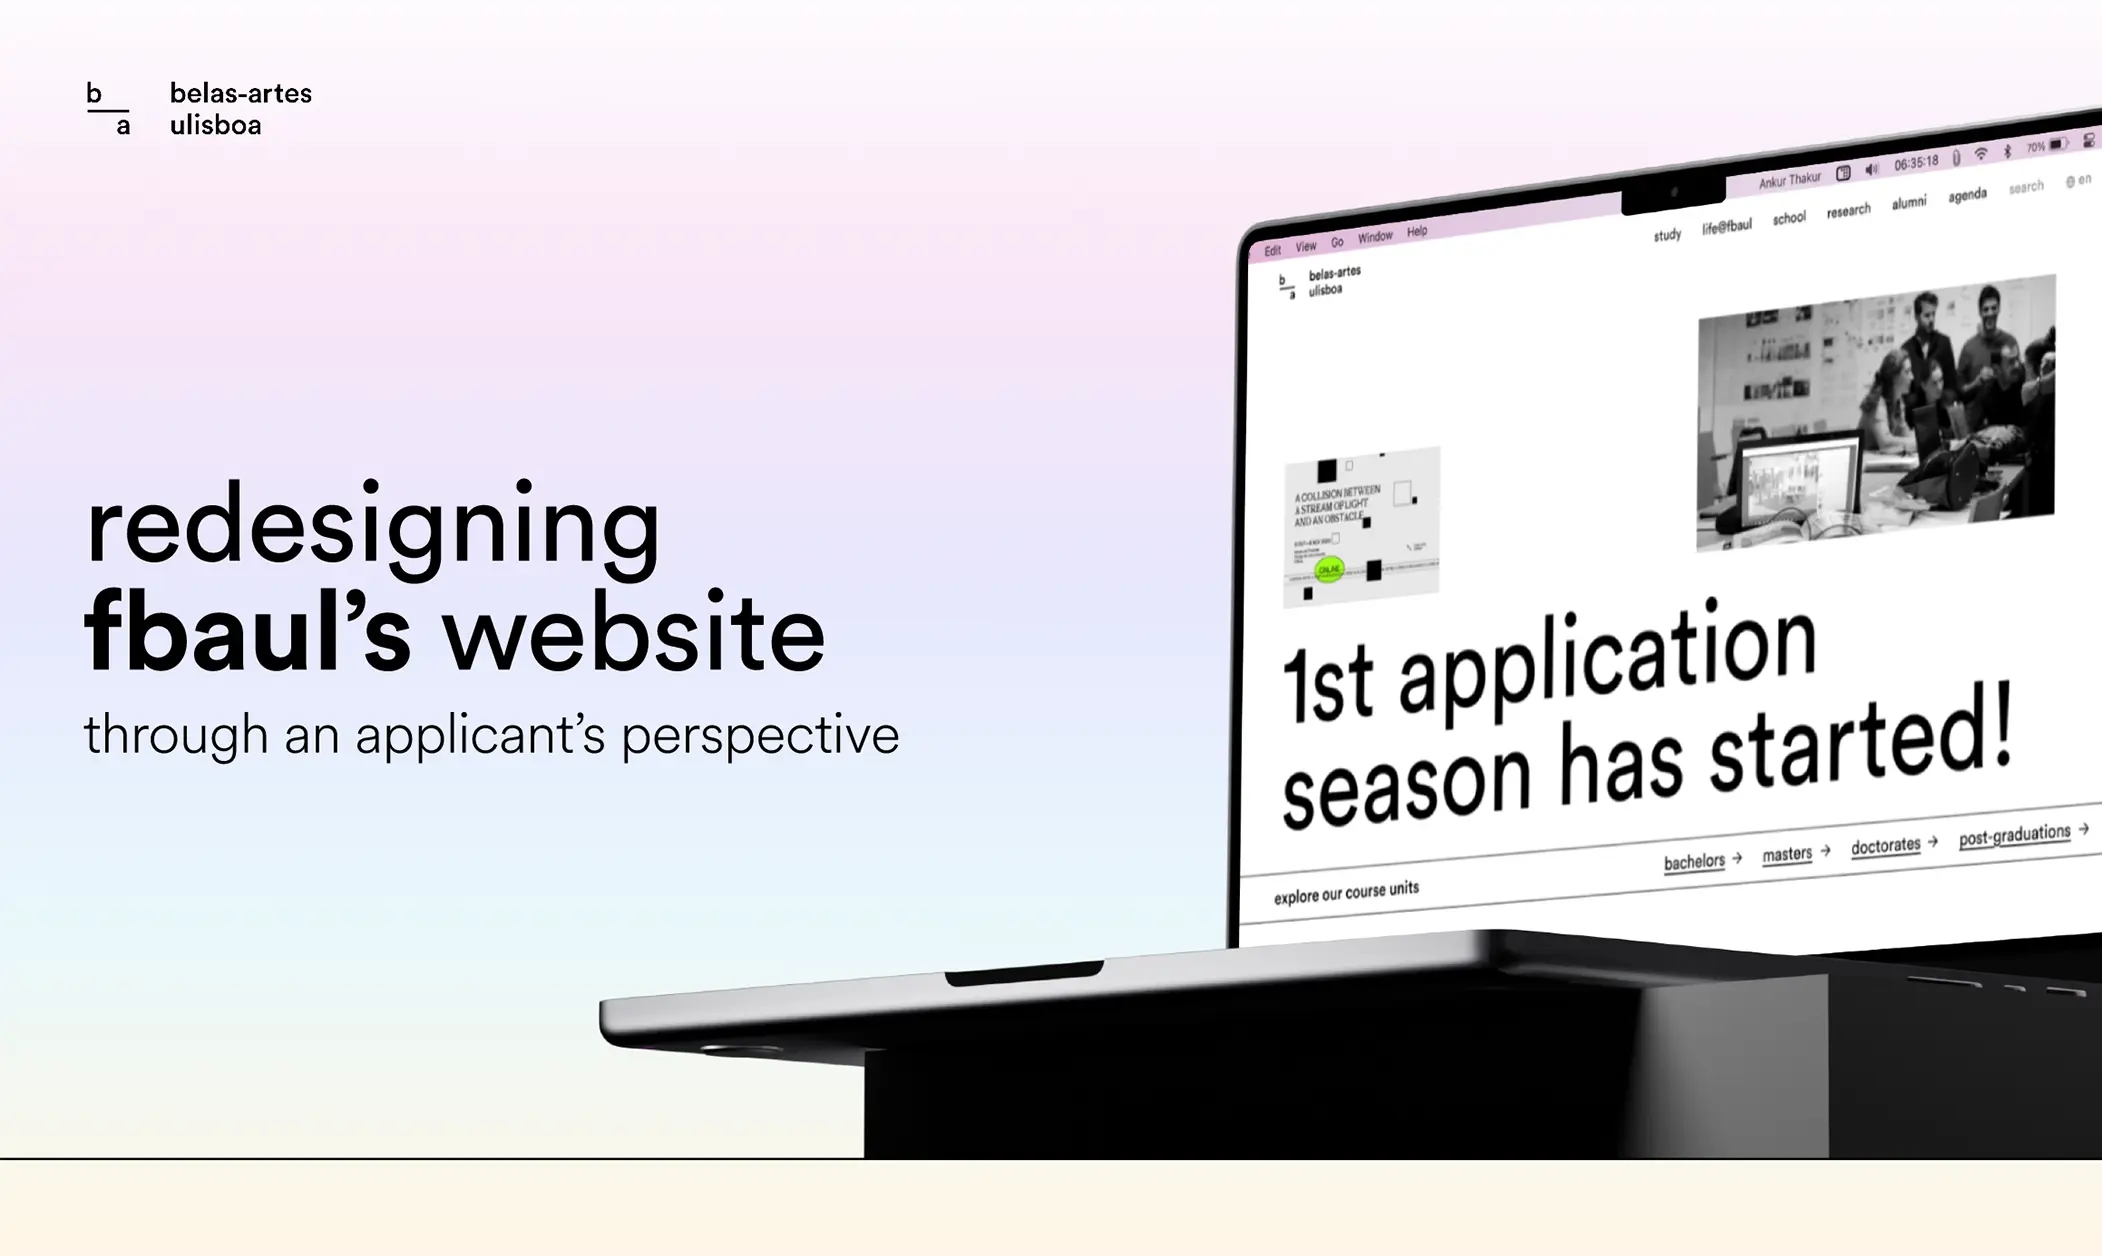 b
a
belas-artes
ulisboa
redesigning
fbaul’s website
through an applicant’s perspective
Edit View Go Window Help
Ankur Thakur 06:35:18 70%
b
a
belas-artes
ulisboa
study life@fbaul school research alumni agenda search en
A COLLISION BETWEEN
A STREAM OF LIGHT
AND AN OBSTACLE
ONLINE
1st application
season has started!
explore our course units
bachelors → masters → doctorates → post-graduations →